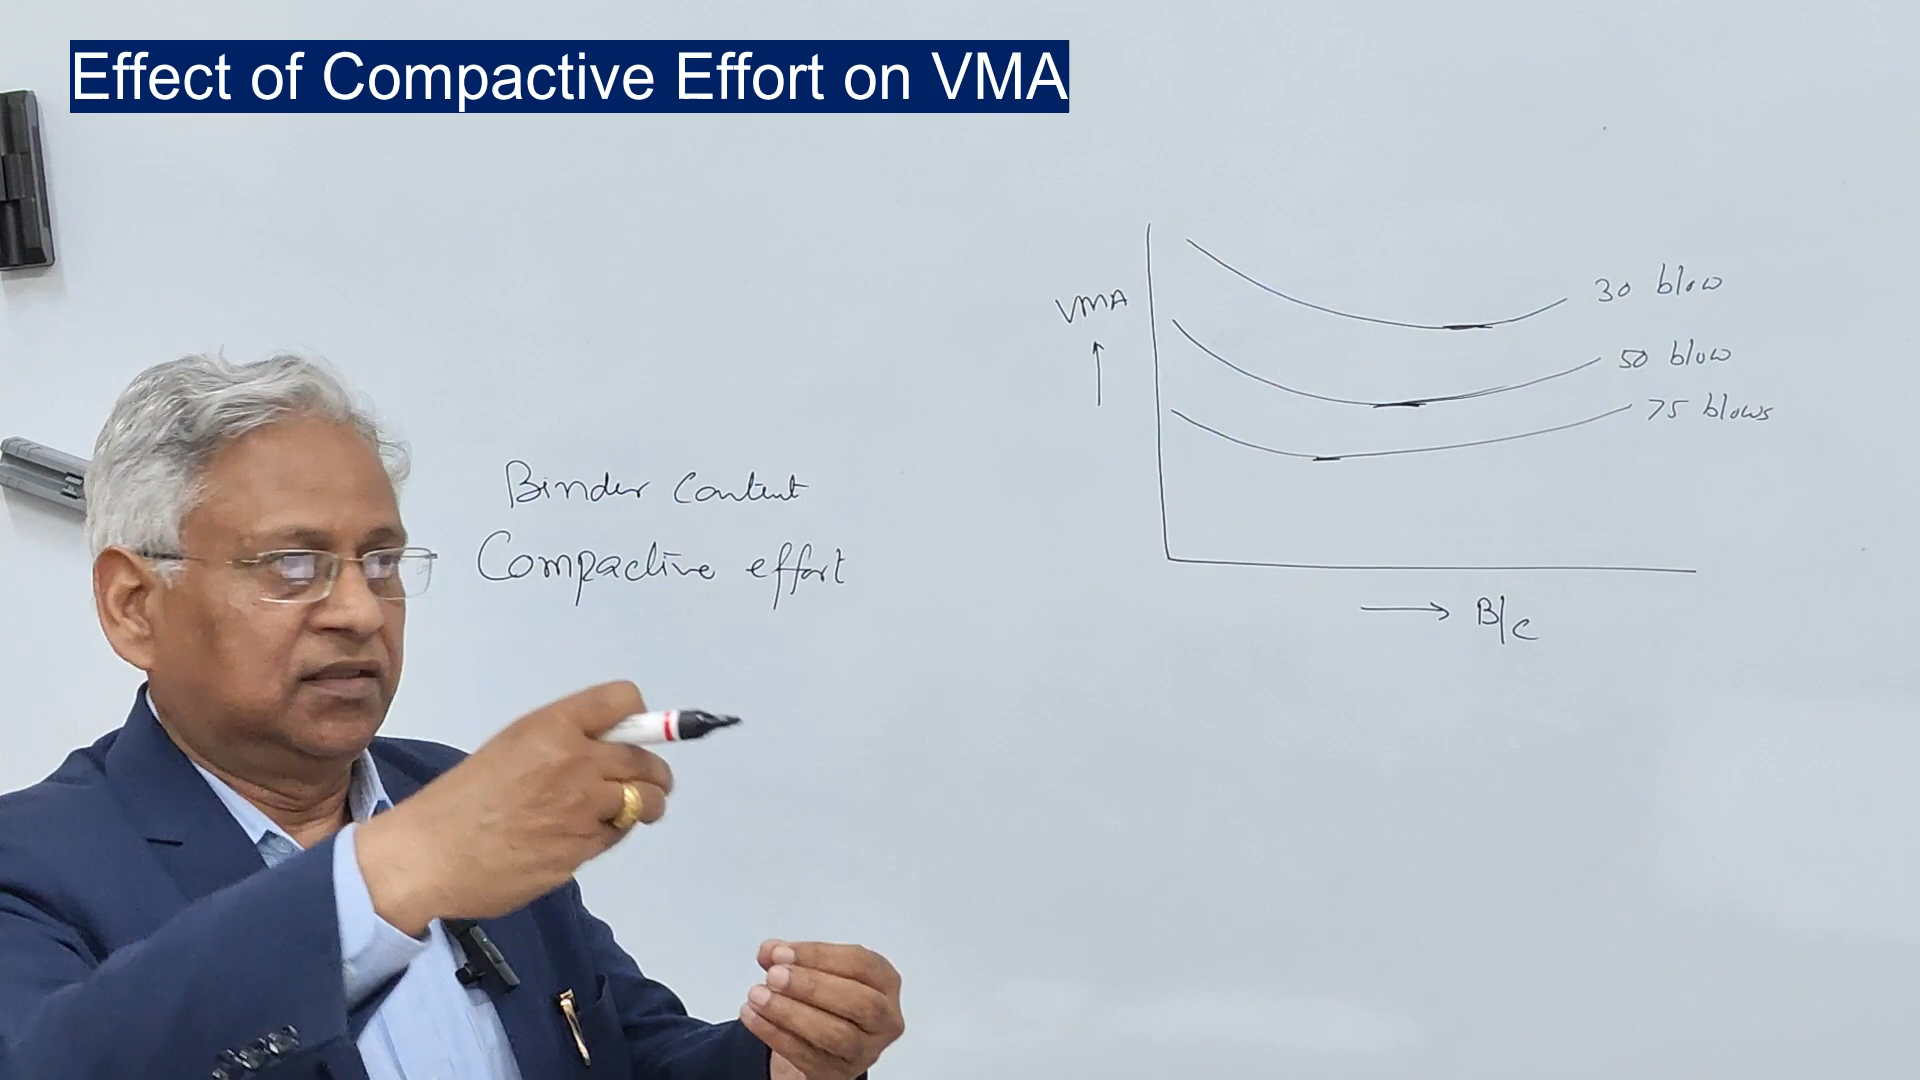 Effect of Compactive Effort on VMA
Binder Content
Compactive effort
VMA
30 blow
50 blow
75 blows
B/C